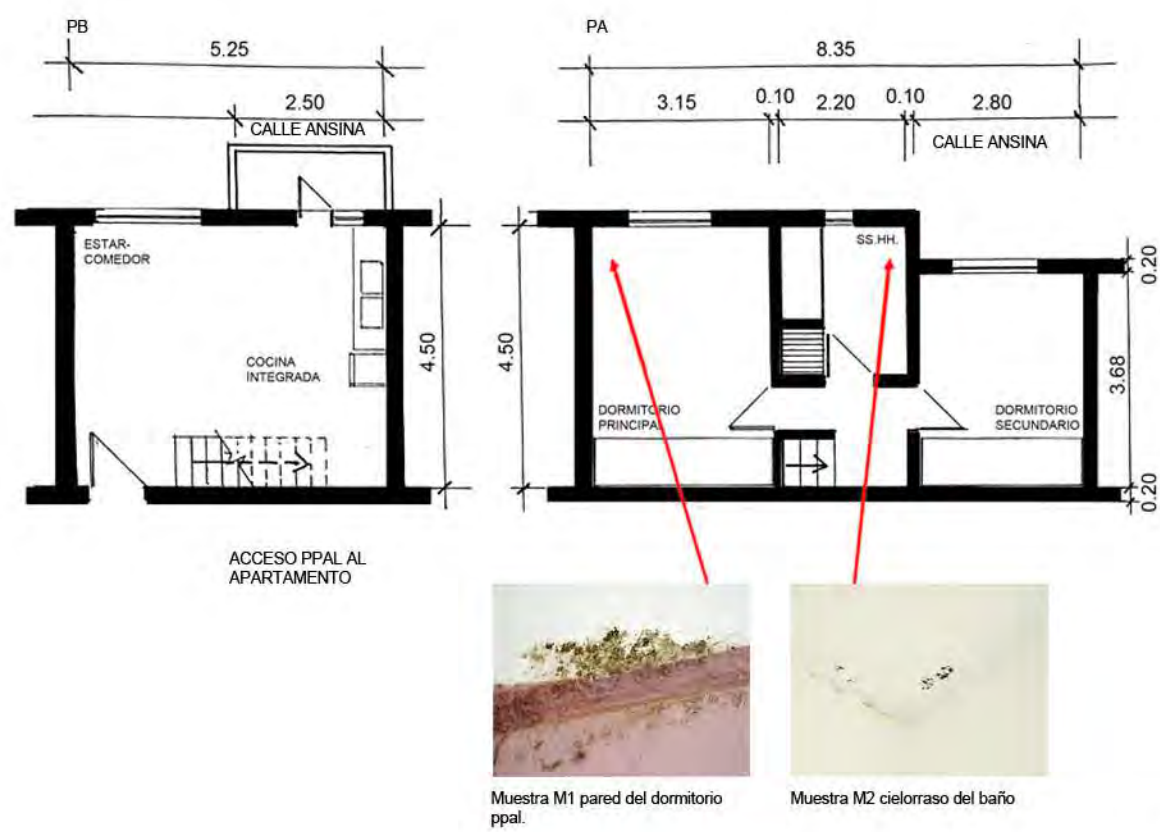 PB
5.25
2.50
CALLE ANSINA
ESTAR-
COMEDOR
COCINA
INTEGRADA
4.50
ACCESO PPAL AL
APARTAMENTO
PA
8.35
3.15
0.10
2.20
0.10
2.80
CALLE ANSINA
SS.HH.
4.50
DORMITORIO
PRINCIPAL
DORMITORIO
SECUNDARIO
0.20
3.68
0.20
Muestra M1 pared del dormitorio
ppal.
Muestra M2 cielorraso del baño